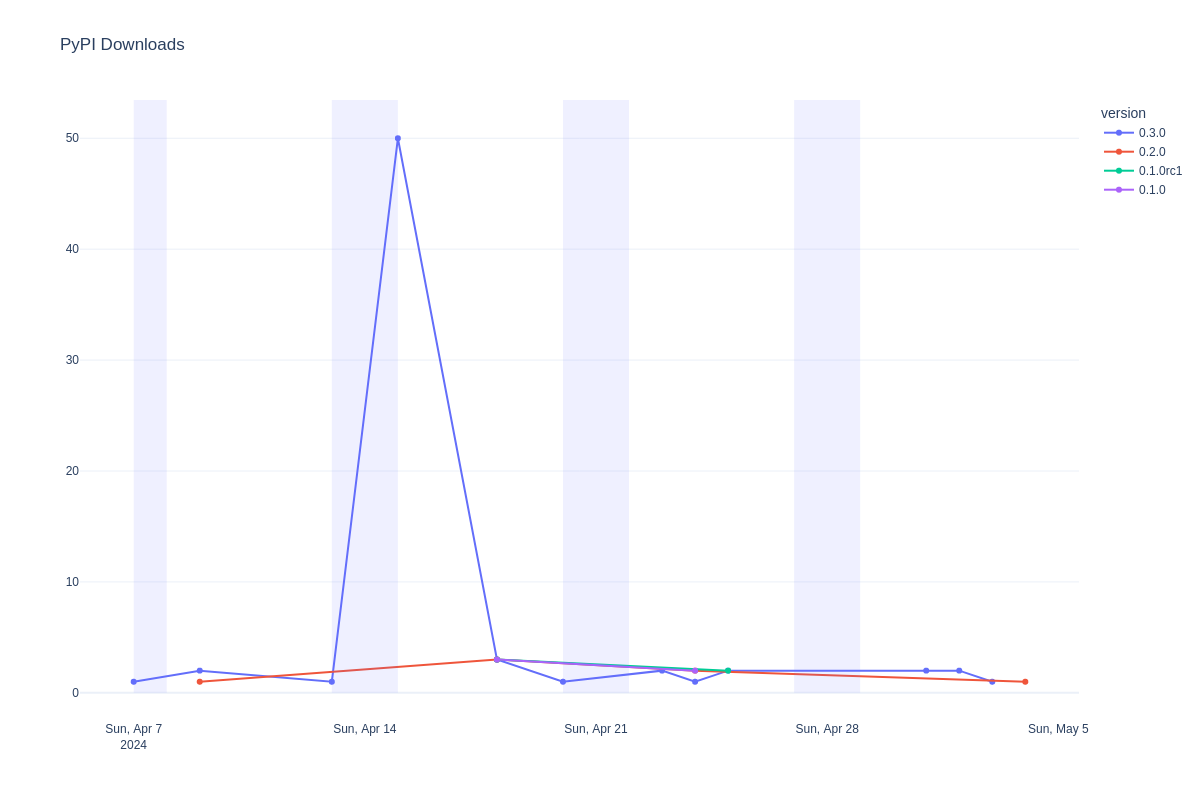 PyPI Downloads
version
0.3.0
0.2.0
0.1.0rc1
0.1.0
50
40
30
20
10
0
Sun, Apr 7
2024
Sun, Apr 14
Sun, Apr 21
Sun, Apr 28
Sun, May 5